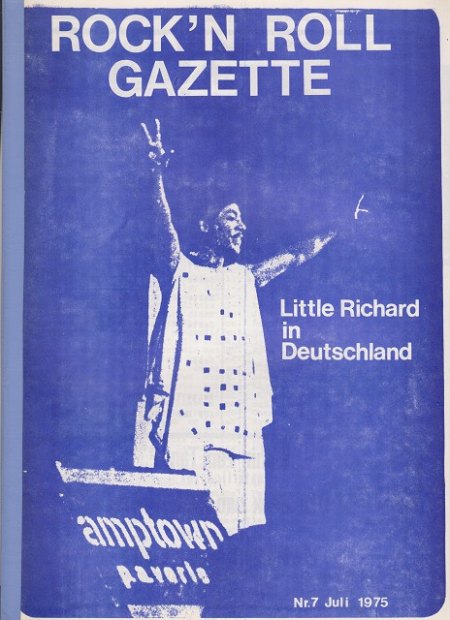 ROCK'N ROLL
GAZETTE
Little Richard
in
Deutschland
amptown
Nr.7 Juli 1975